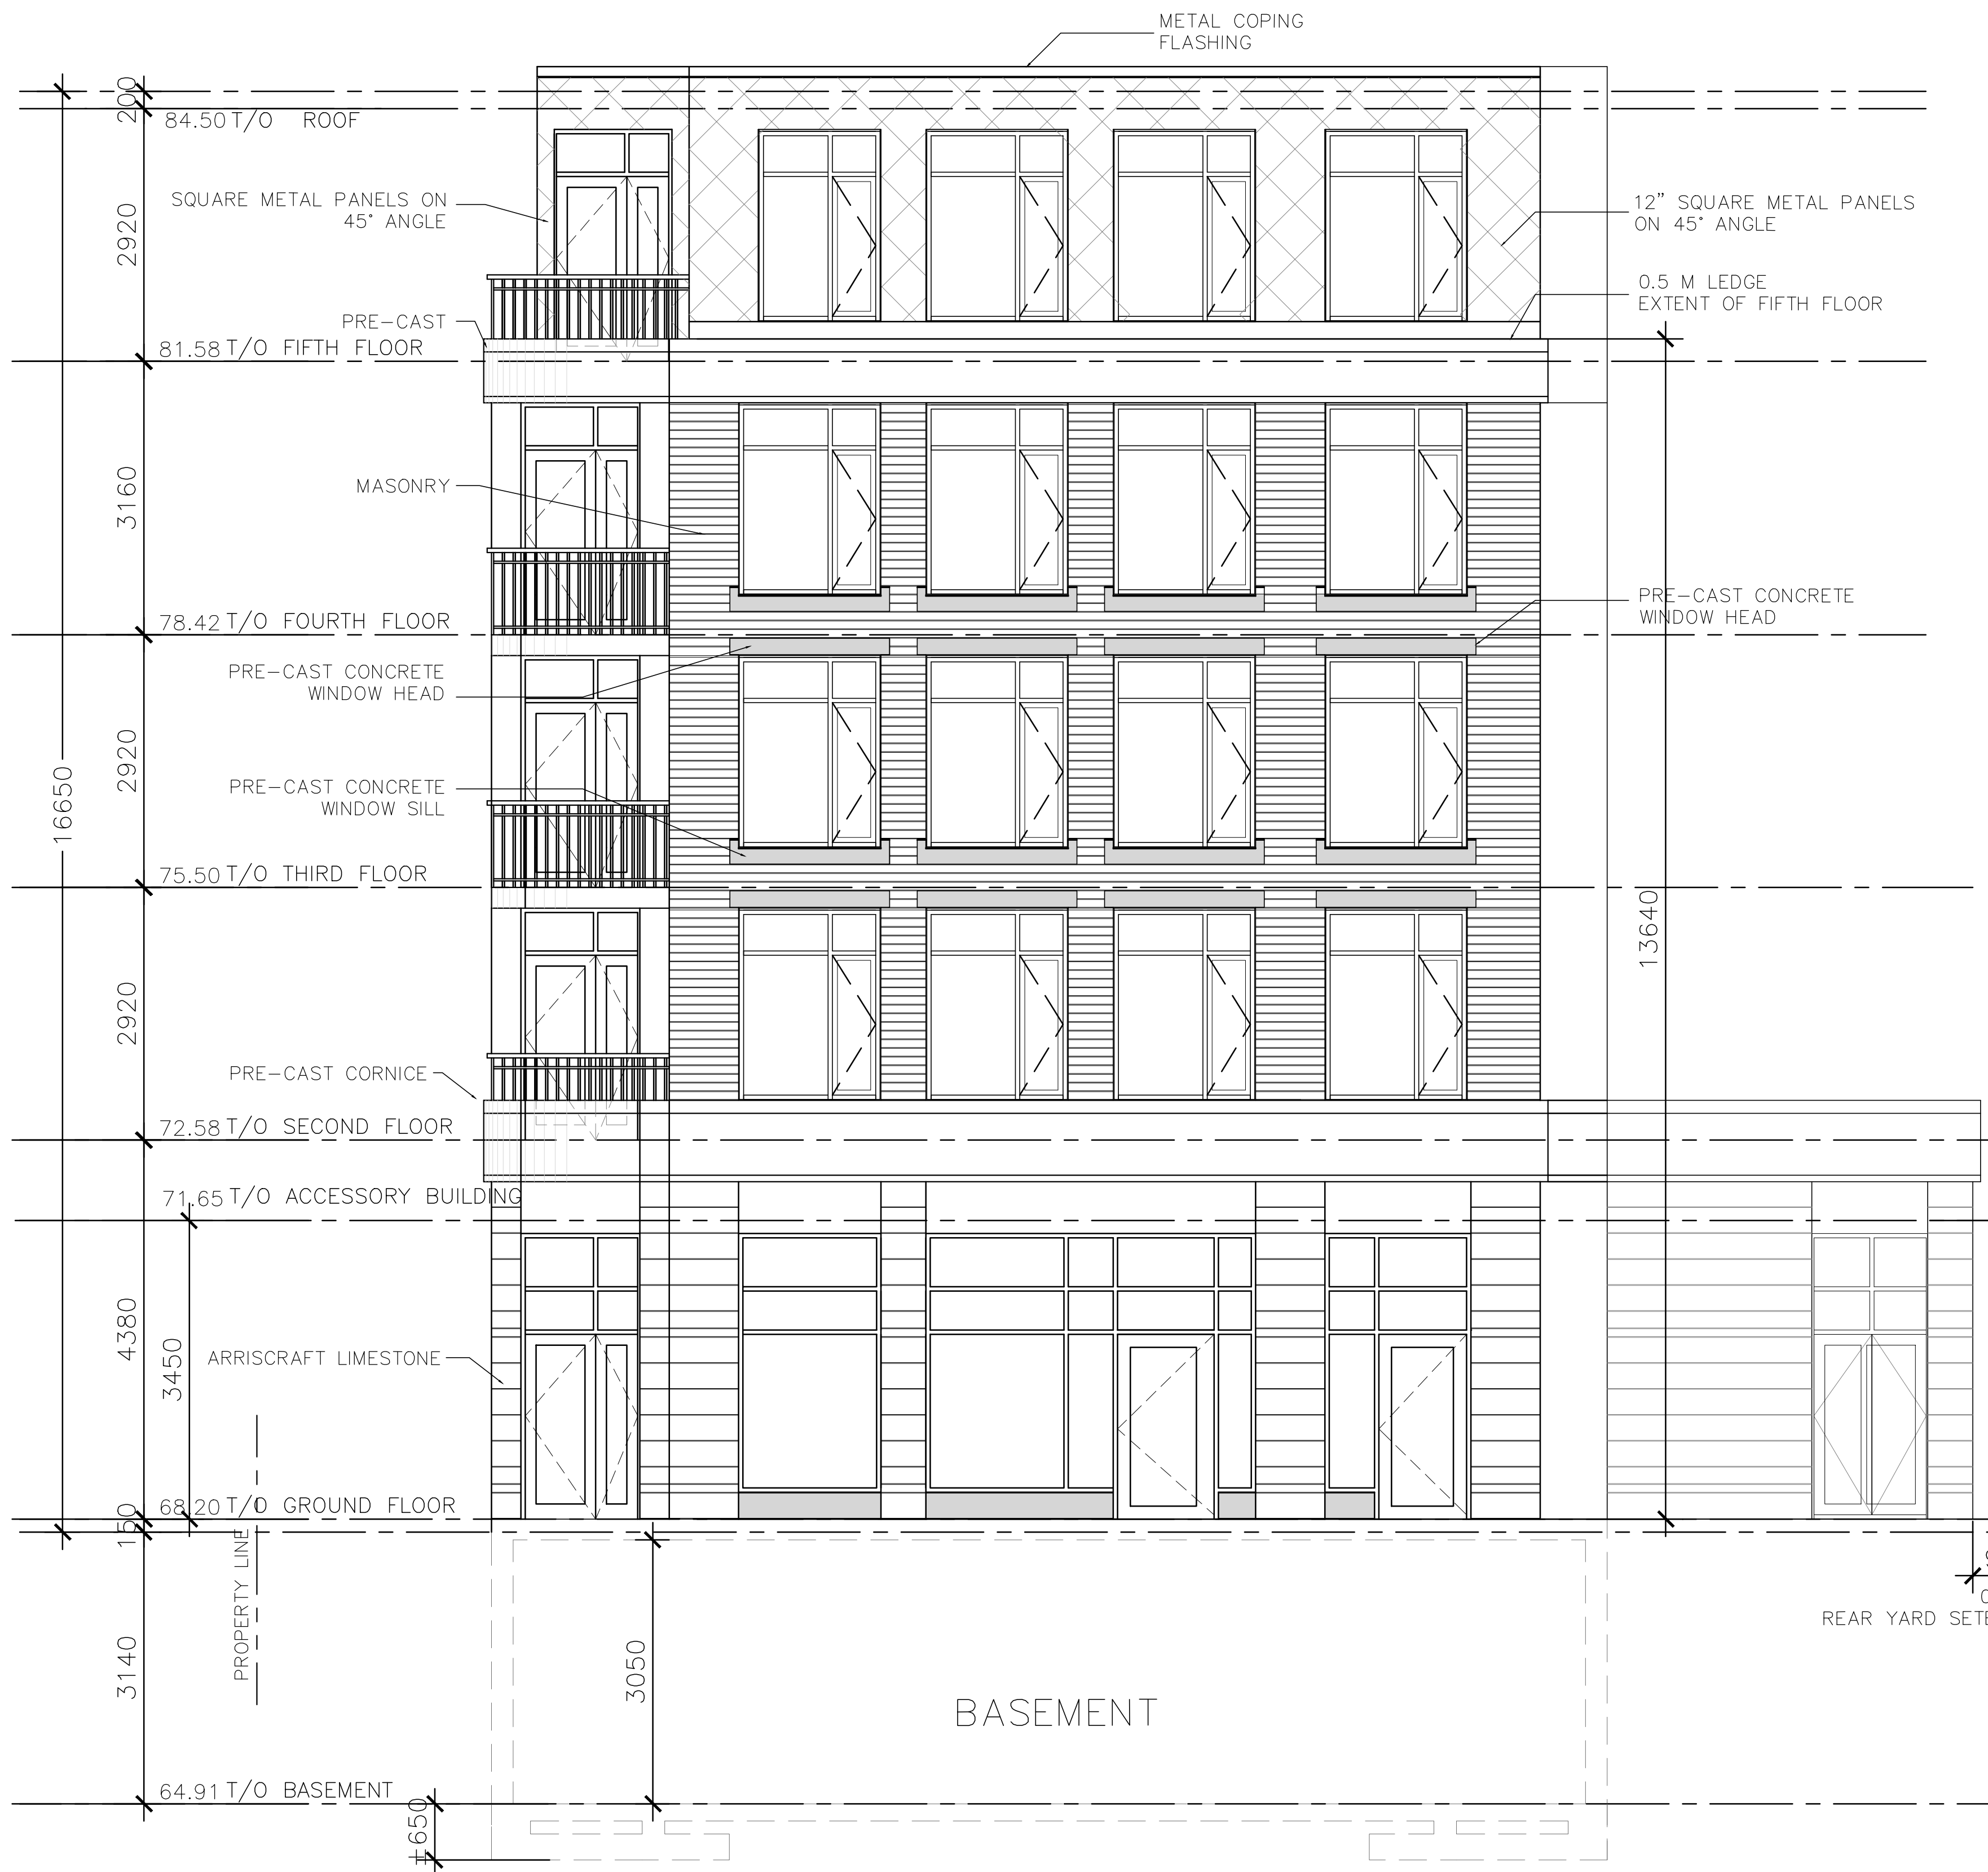 METAL COPING
FLASHING
200
84.50 T/O ROOF
SQUARE METAL PANELS ON
45° ANGLE
12" SQUARE METAL PANELS
ON 45° ANGLE
2920
0.5 M LEDGE
EXTENT OF FIFTH FLOOR
PRE-CAST
81.58 T/O FIFTH FLOOR
3160
MASONRY
PRE-CAST CONCRETE
WINDOW HEAD
78.42 T/O FOURTH FLOOR
PRE-CAST CONCRETE
WINDOW HEAD
2920
16650
PRE-CAST CONCRETE
WINDOW SILL
75.50 T/O THIRD FLOOR
13640
2920
PRE-CAST CORNICE
72.58 T/O SECOND FLOOR
71.65 T/O ACCESSORY BUILDING
4380
3450
ARRISCRAFT LIMESTONE
68.20 T/O GROUND FLOOR
150
PROPERTY LINE
REAR YARD
3140
3050
BASEMENT
64.91 T/O BASEMENT
±650